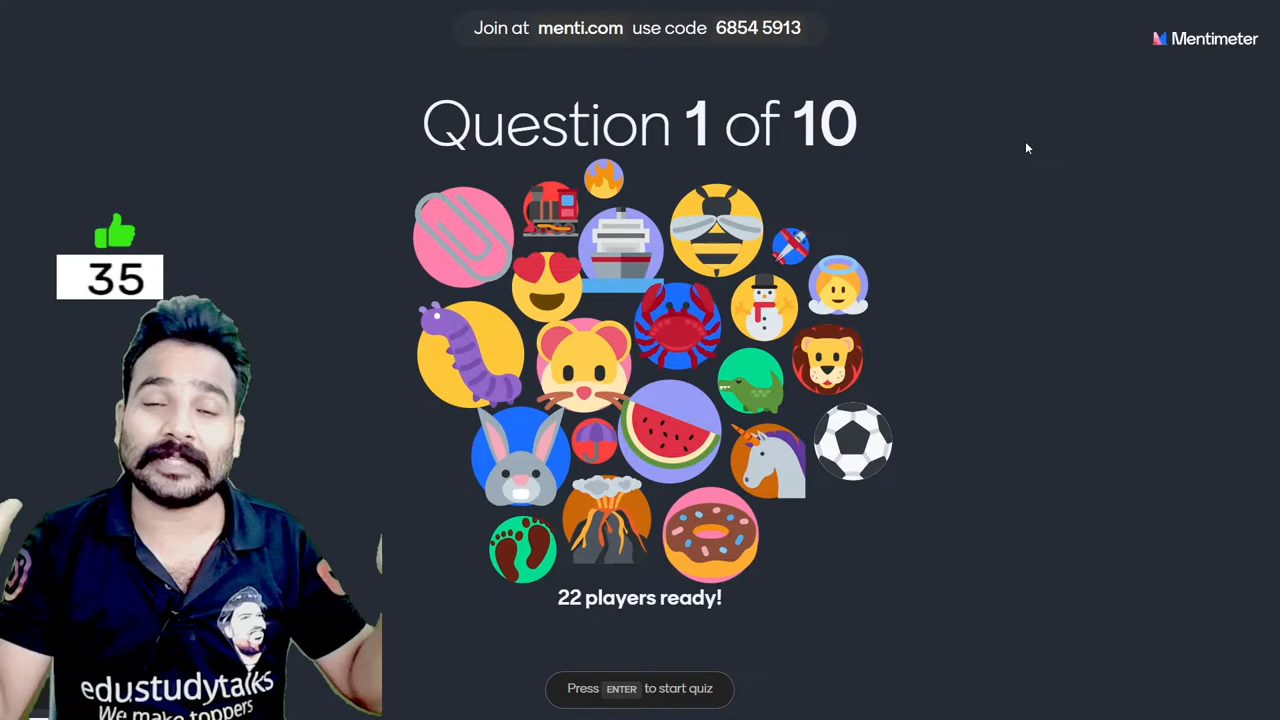 Join at menti.com use code 6854 5913
Mentimeter
Question 1 of 10
35
22 players ready!
Press ENTER to start quiz
edustudytalks
We make toppers